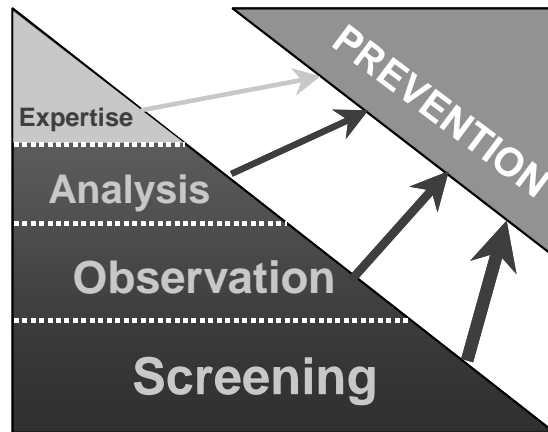 PREVENTION
Expertise
Analysis
Observation
Screening